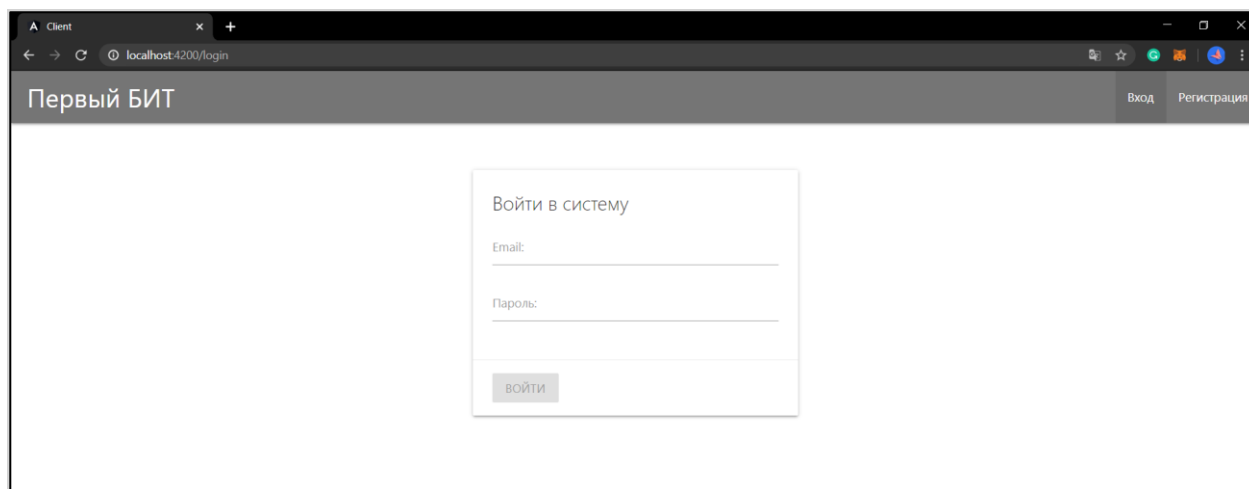 Client
localhost:4200/login
Первый БИТ
Вход Регистрация
Войти в систему
Email:
Пароль:
ВОЙТИ